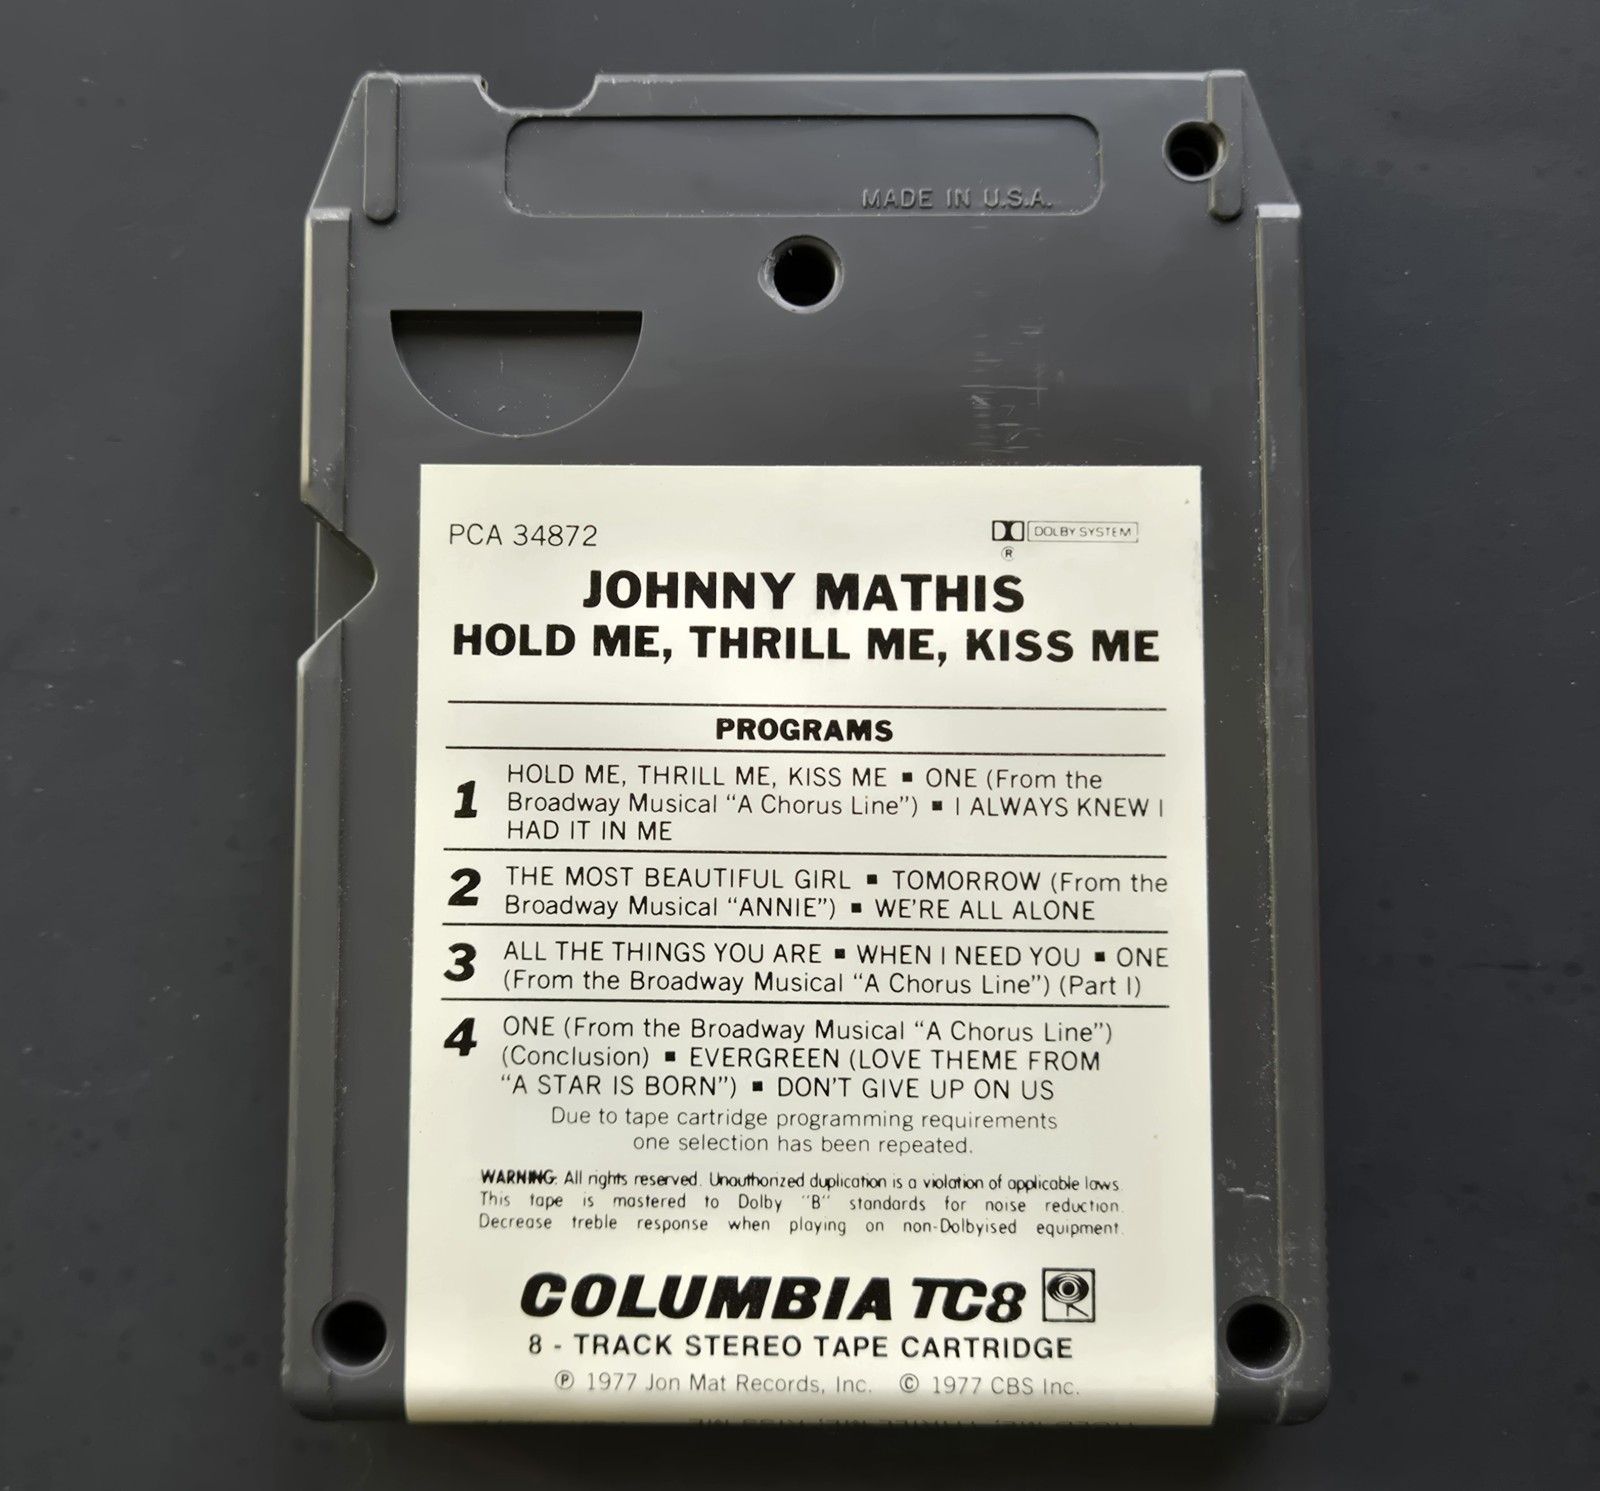 MADE IN U.S.A.
PCA 34872
DOLBY SYSTEM
®
JOHNNY MATHIS
HOLD ME, THRILL ME, KISS ME
PROGRAMS
1
HOLD ME, THRILL ME, KISS ME ▪ ONE (From the
Broadway Musical “A Chorus Line”) ▪ I ALWAYS KNEW I
HAD IT IN ME
2
THE MOST BEAUTIFUL GIRL ▪ TOMORROW (From the
Broadway Musical “ANNIE”) ▪ WE'RE ALL ALONE
3
ALL THE THINGS YOU ARE ▪ WHEN I NEED YOU ▪ ONE
(From the Broadway Musical “A Chorus Line”) (Part I)
4
ONE (From the Broadway Musical “A Chorus Line”)
(Conclusion) ▪ EVERGREEN (LOVE THEME FROM
“A STAR IS BORN”) ▪ DON'T GIVE UP ON US
Due to tape cartridge programming requirements
one selection has been repeated.
WARNING: All rights reserved. Unauthorized duplication is a violation of applicable laws.
This tape is mastered to Dolby "B" standards for noise reduction.
Decrease treble response when playing on non-Dolbyised equipment.
COLUMBIA TC8
8 - TRACK STEREO TAPE CARTRIDGE
℗ 1977 Jon Mat Records, Inc. © 1977 CBS Inc.